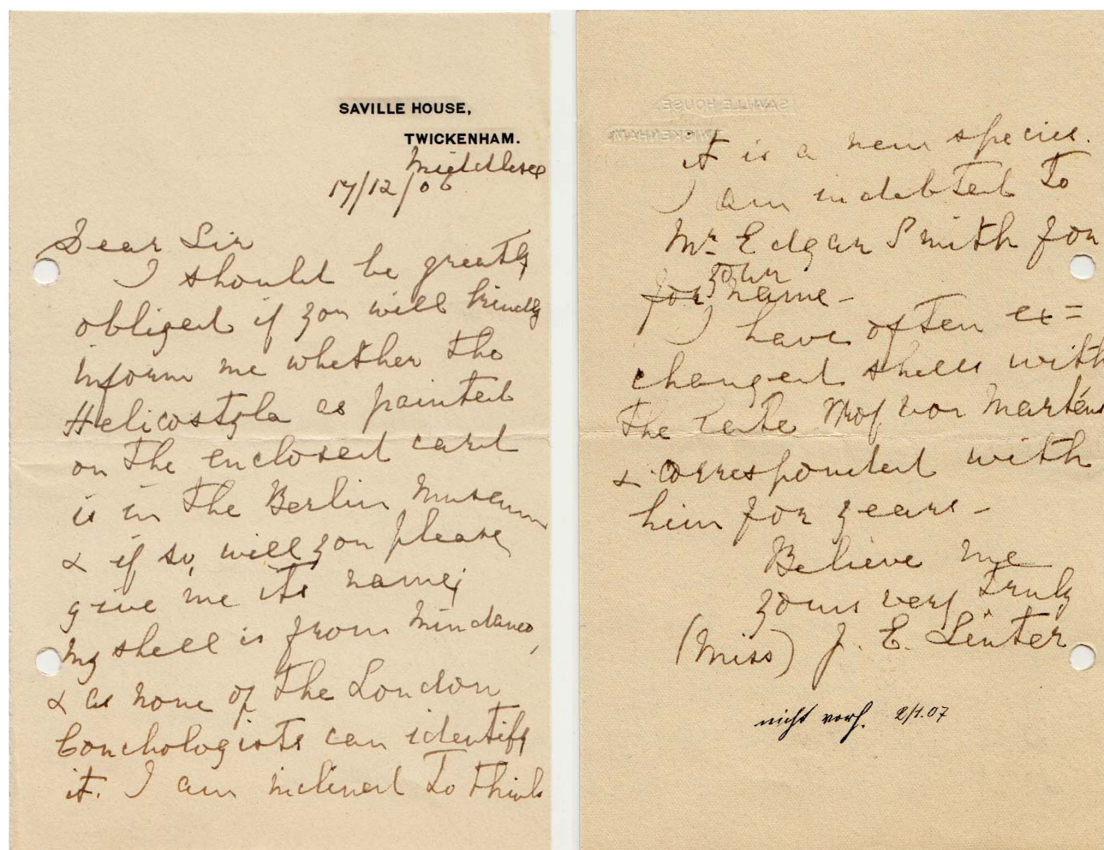 SAVILLE HOUSE,
TWICKENHAM.
Middlesex
17/12/06
Dear Sir
I should be greatly
obliged if you will kindly
inform me whether the
Helicostyla as painted
on the enclosed card
is in the Berlin Museum
& if so, will you please
give me its name;
my shell is from Mindanao,
& as none of the London
Conchologists can identify
it. I am inclined to think
SAVILLE HOUSE,
TWICKENHAM.
it is a new species.
I am indebted to
Mr. Edgar Smith for
your
for name -
I have often ex=
changed shells with
the late Prof von Martens
& corresponded with
him for years -
Believe me
yours very truly
(Miss) J. E. Linter
nicht vorh. 2/1.07